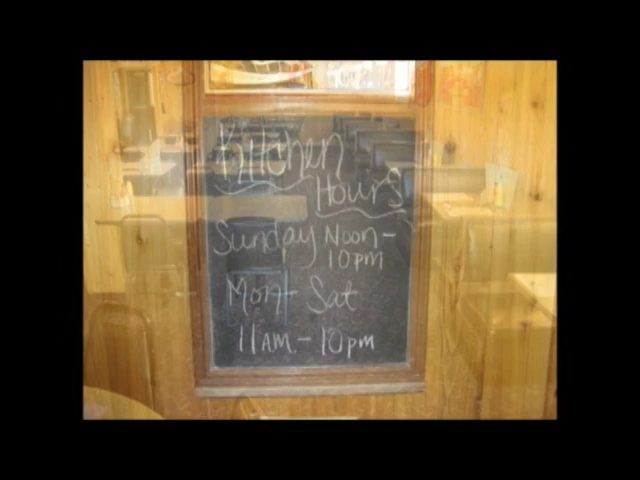 Kitchen
Hours
Sunday Noon-
10pm
Mon- Sat
11AM - 10pm